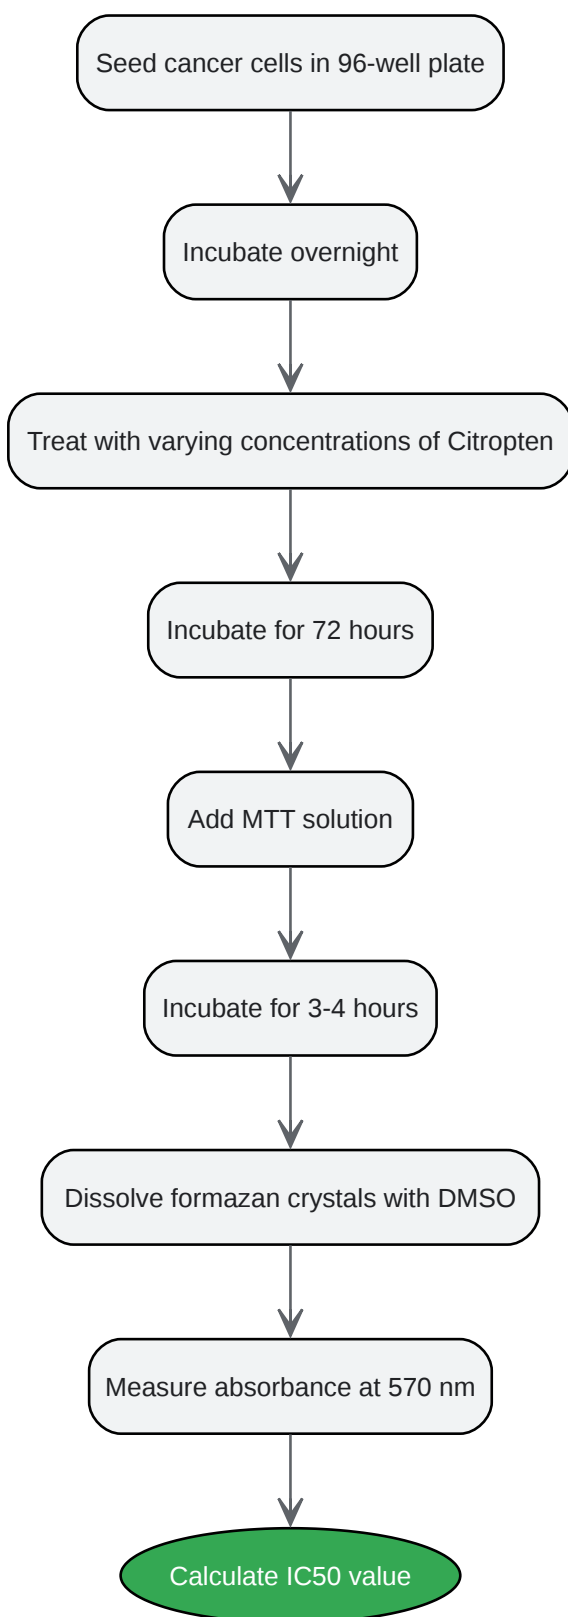 Seed cancer cells in 96-well plate
Incubate overnight
Treat with varying concentrations of Citropten
Incubate for 72 hours
Add MTT solution
Incubate for 3-4 hours
Dissolve formazan crystals with DMSO
Measure absorbance at 570 nm
Calculate IC50 value